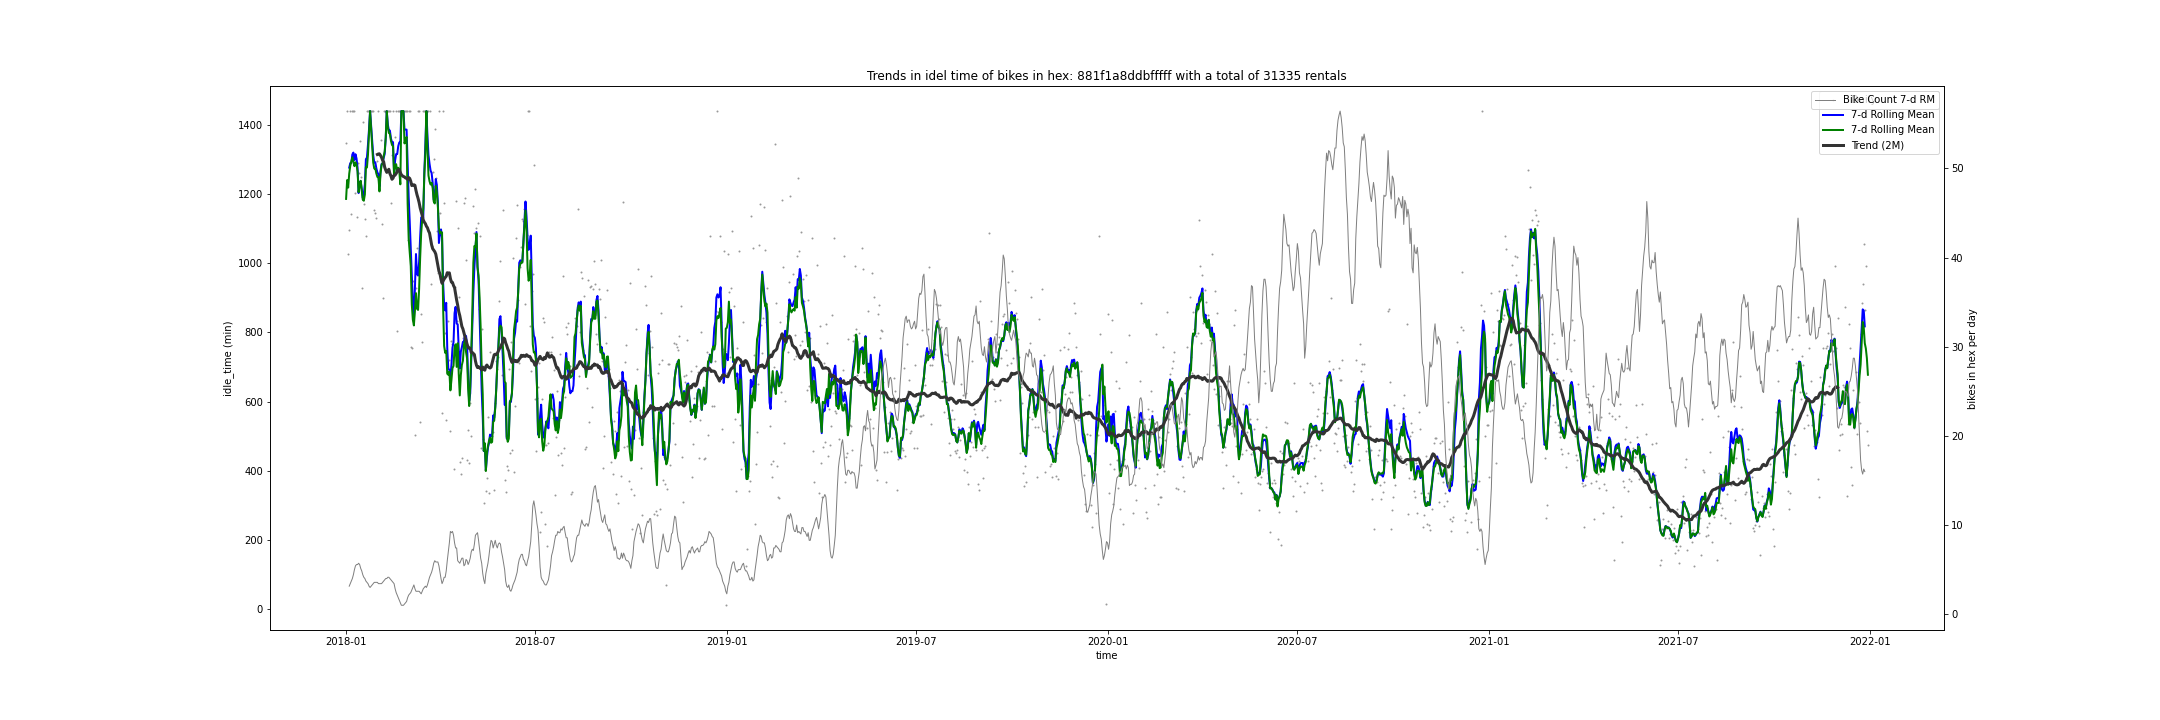 Trends in idel time of bikes in hex: 881f1a8ddbfffff with a total of 31335 rentals
Bike Count 7-d RM
7-d Rolling Mean
7-d Rolling Mean
Trend (2M)
1400
1200
1000
800
600
400
200
0
idle_time (min)
50
40
30
20
10
0
bikes in hex per day
2018-01
2018-07
2019-01
2019-07
2020-01
2020-07
2021-01
2021-07
2022-01
time